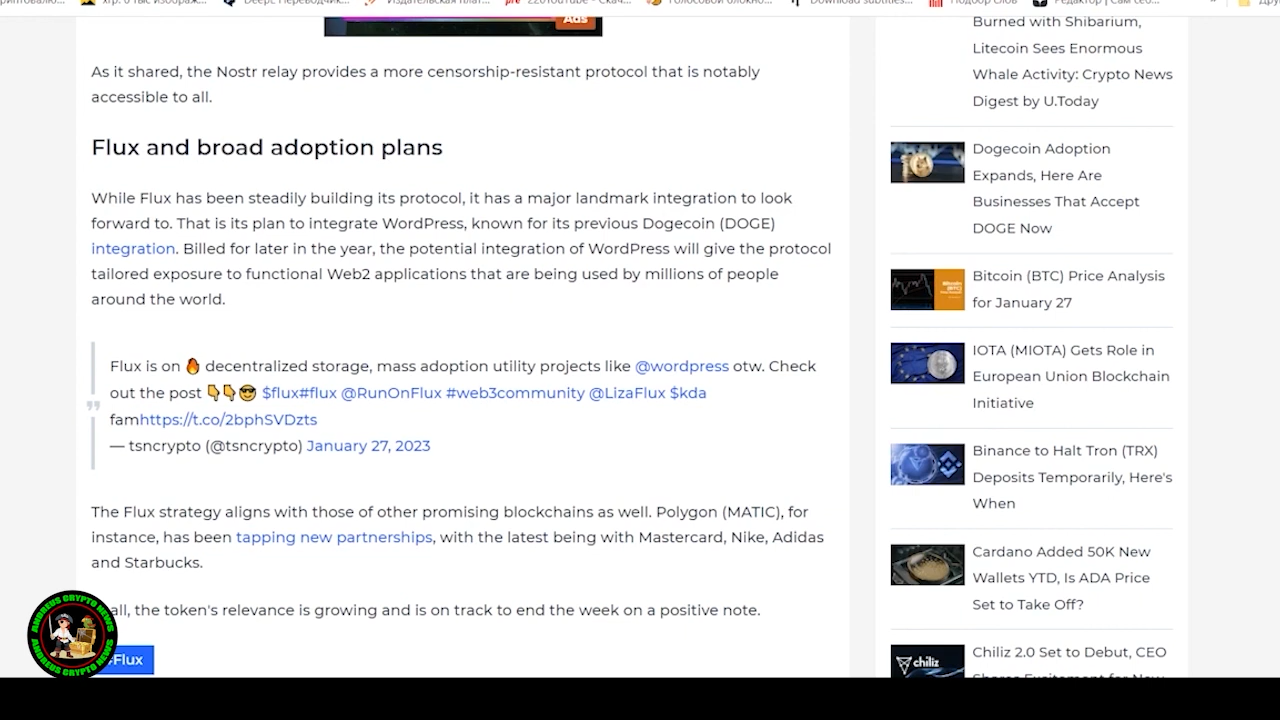 Ads
As it shared, the Nostr relay provides a more censorship-resistant protocol that is notably
accessible to all.
Flux and broad adoption plans
While Flux has been steadily building its protocol, it has a major landmark integration to look
forward to. That is its plan to integrate WordPress, known for its previous Dogecoin (DOGE)
integration. Billed for later in the year, the potential integration of WordPress will give the protocol
tailored exposure to functional Web2 applications that are being used by millions of people
around the world.
Flux is on 🔥 decentralized storage, mass adoption utility projects like @wordpress otw. Check
out the post 👇👇😎 $flux#flux @RunOnFlux #web3community @LizaFlux $kda
famhttps://t.co/2bphSVDzts
— tsncrypto (@tsncrypto) January 27, 2023
The Flux strategy aligns with those of other promising blockchains as well. Polygon (MATIC), for
instance, has been tapping new partnerships, with the latest being with Mastercard, Nike, Adidas
and Starbucks.
all, the token's relevance is growing and is on track to end the week on a positive note.
Flux
ANDREUS CRYPTO NEWS
ANDREUS CRYPTO NEWS
Burned with Shibarium,
Litecoin Sees Enormous
Whale Activity: Crypto News
Digest by U.Today
Dogecoin Adoption
Expands, Here Are
Businesses That Accept
DOGE Now
Bitcoin (BTC) Price Analysis
for January 27
IOTA (MIOTA) Gets Role in
European Union Blockchain
Initiative
Binance to Halt Tron (TRX)
Deposits Temporarily, Here's
When
Cardano Added 50K New
Wallets YTD, Is ADA Price
Set to Take Off?
chiliz
Chiliz 2.0 Set to Debut, CEO